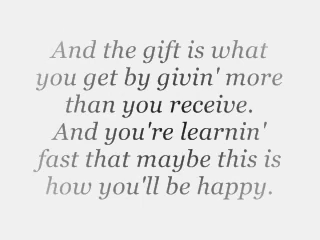 And the gift is what
you get by givin' more
than you receive.
And you're learnin'
fast that maybe this is
how you'll be happy.